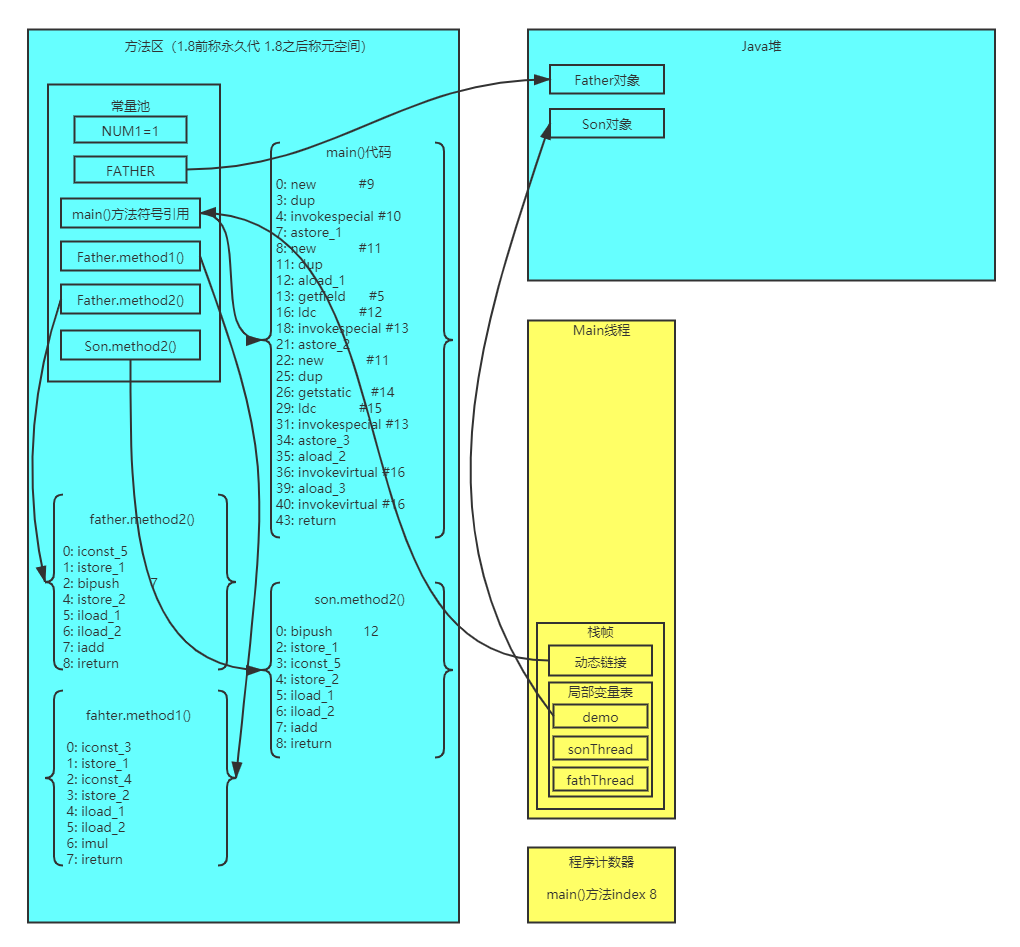 方法区（1.8前称永久代 1.8之后称元空间）
常量池
NUM1=1
FATHER
main()方法符号引用
Father.method1()
Father.method2()
Son.method2()
main()代码
0: new #9
3: dup
4: invokespecial #10
7: astore_1
8: new #11
11: dup
12: aload_1
13: getfield #5
16: ldc #12
18: invokespecial #13
21: astore_2
22: new #11
25: dup
26: getstatic #14
29: ldc #15
31: invokespecial #13
34: astore_3
35: aload_2
36: invokevirtual #16
39: aload_3
40: invokevirtual #16
43: return
father.method2()
0: iconst_5
1: istore_1
2: bipush 7
4: istore_2
5: iload_1
6: iload_2
7: iadd
8: ireturn
fahter.method1()
0: iconst_3
1: istore_1
2: iconst_4
3: istore_2
4: iload_1
5: iload_2
6: imul
7: ireturn
son.method2()
0: bipush 12
2: istore_1
3: iconst_5
4: istore_2
5: iload_1
6: iload_2
7: iadd
8: ireturn
Java堆
Father对象
Son对象
Main线程
栈帧
动态链接
局部变量表
demo
sonThread
fathThread
程序计数器
main()方法index 8